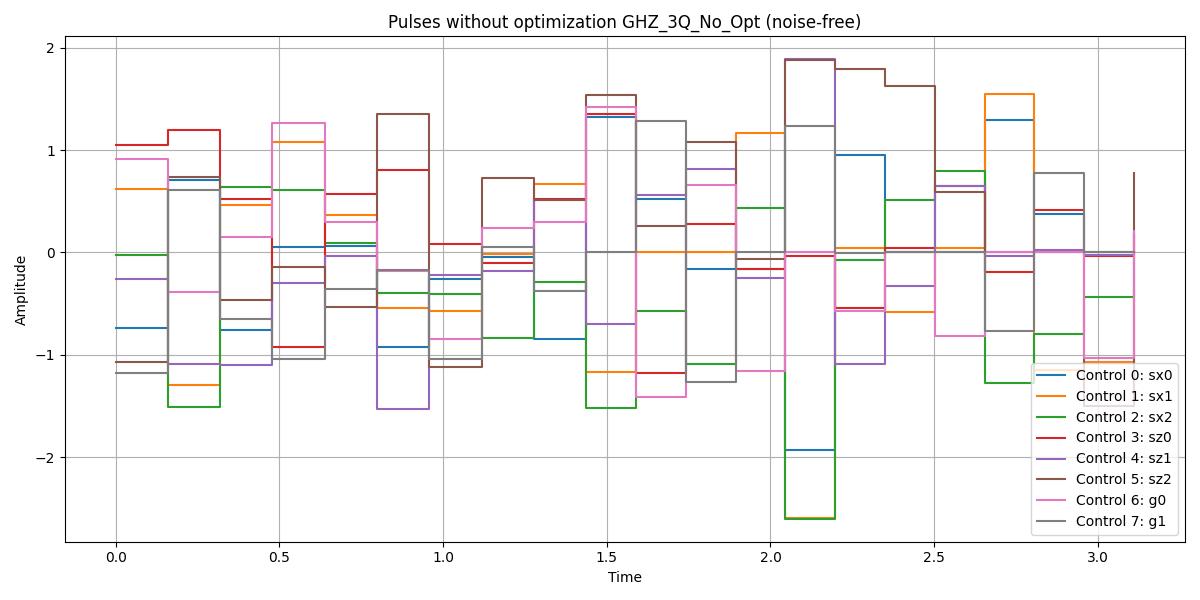 Pulses without optimization GHZ_3Q_No_Opt (noise-free)
2
1
0
−1
−2
Amplitude
0.0 0.5 1.0 1.5 2.0 2.5 3.0
Time
Control 0: sx0
Control 1: sx1
Control 2: sx2
Control 3: sz0
Control 4: sz1
Control 5: sz2
Control 6: g0
Control 7: g1